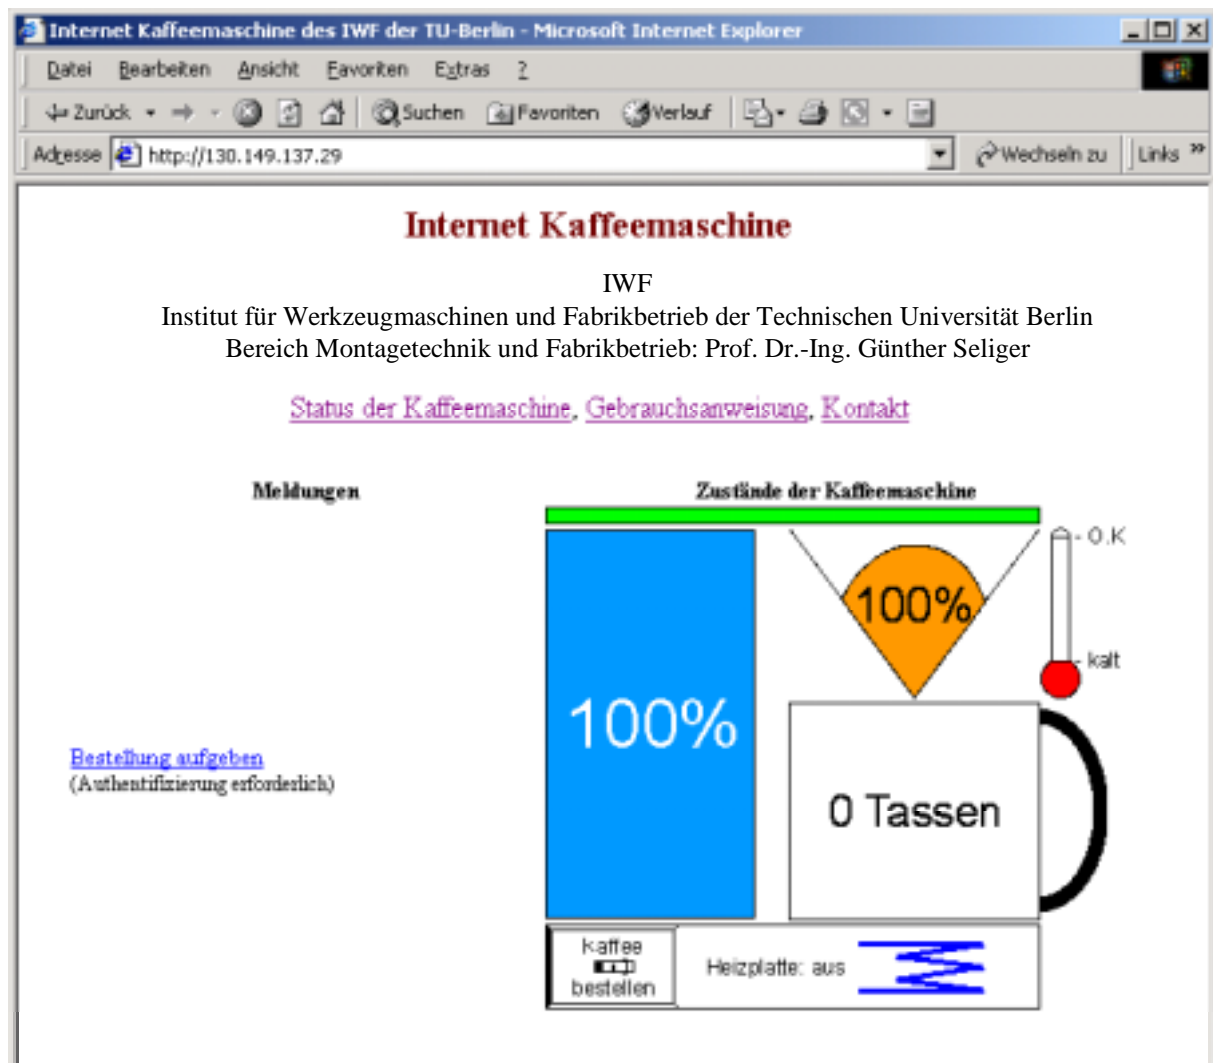 Internet Kaffeemaschine des IWF der TU-Berlin - Microsoft Internet Explorer
Datei Bearbeiten Ansicht Favoriten Extras ?
Zurück Suchen Favoriten Verlauf
Adresse http://130.149.137.29 Wechseln zu Links »
Internet Kaffeemaschine
IWF
Institut für Werkzeugmaschinen und Fabrikbetrieb der Technischen Universität Berlin
Bereich Montagetechnik und Fabrikbetrieb: Prof. Dr.-Ing. Günther Seliger
Status der Kaffeemaschine, Gebrauchsanweisung, Kontakt
Meldungen
Bestellung aufgeben
(Authentifizierung erforderlich)
Zustände der Kaffeemaschine
- O.K
100%
- kalt
100%
0 Tassen
Kaffee
bestellen
Heizplatte: aus